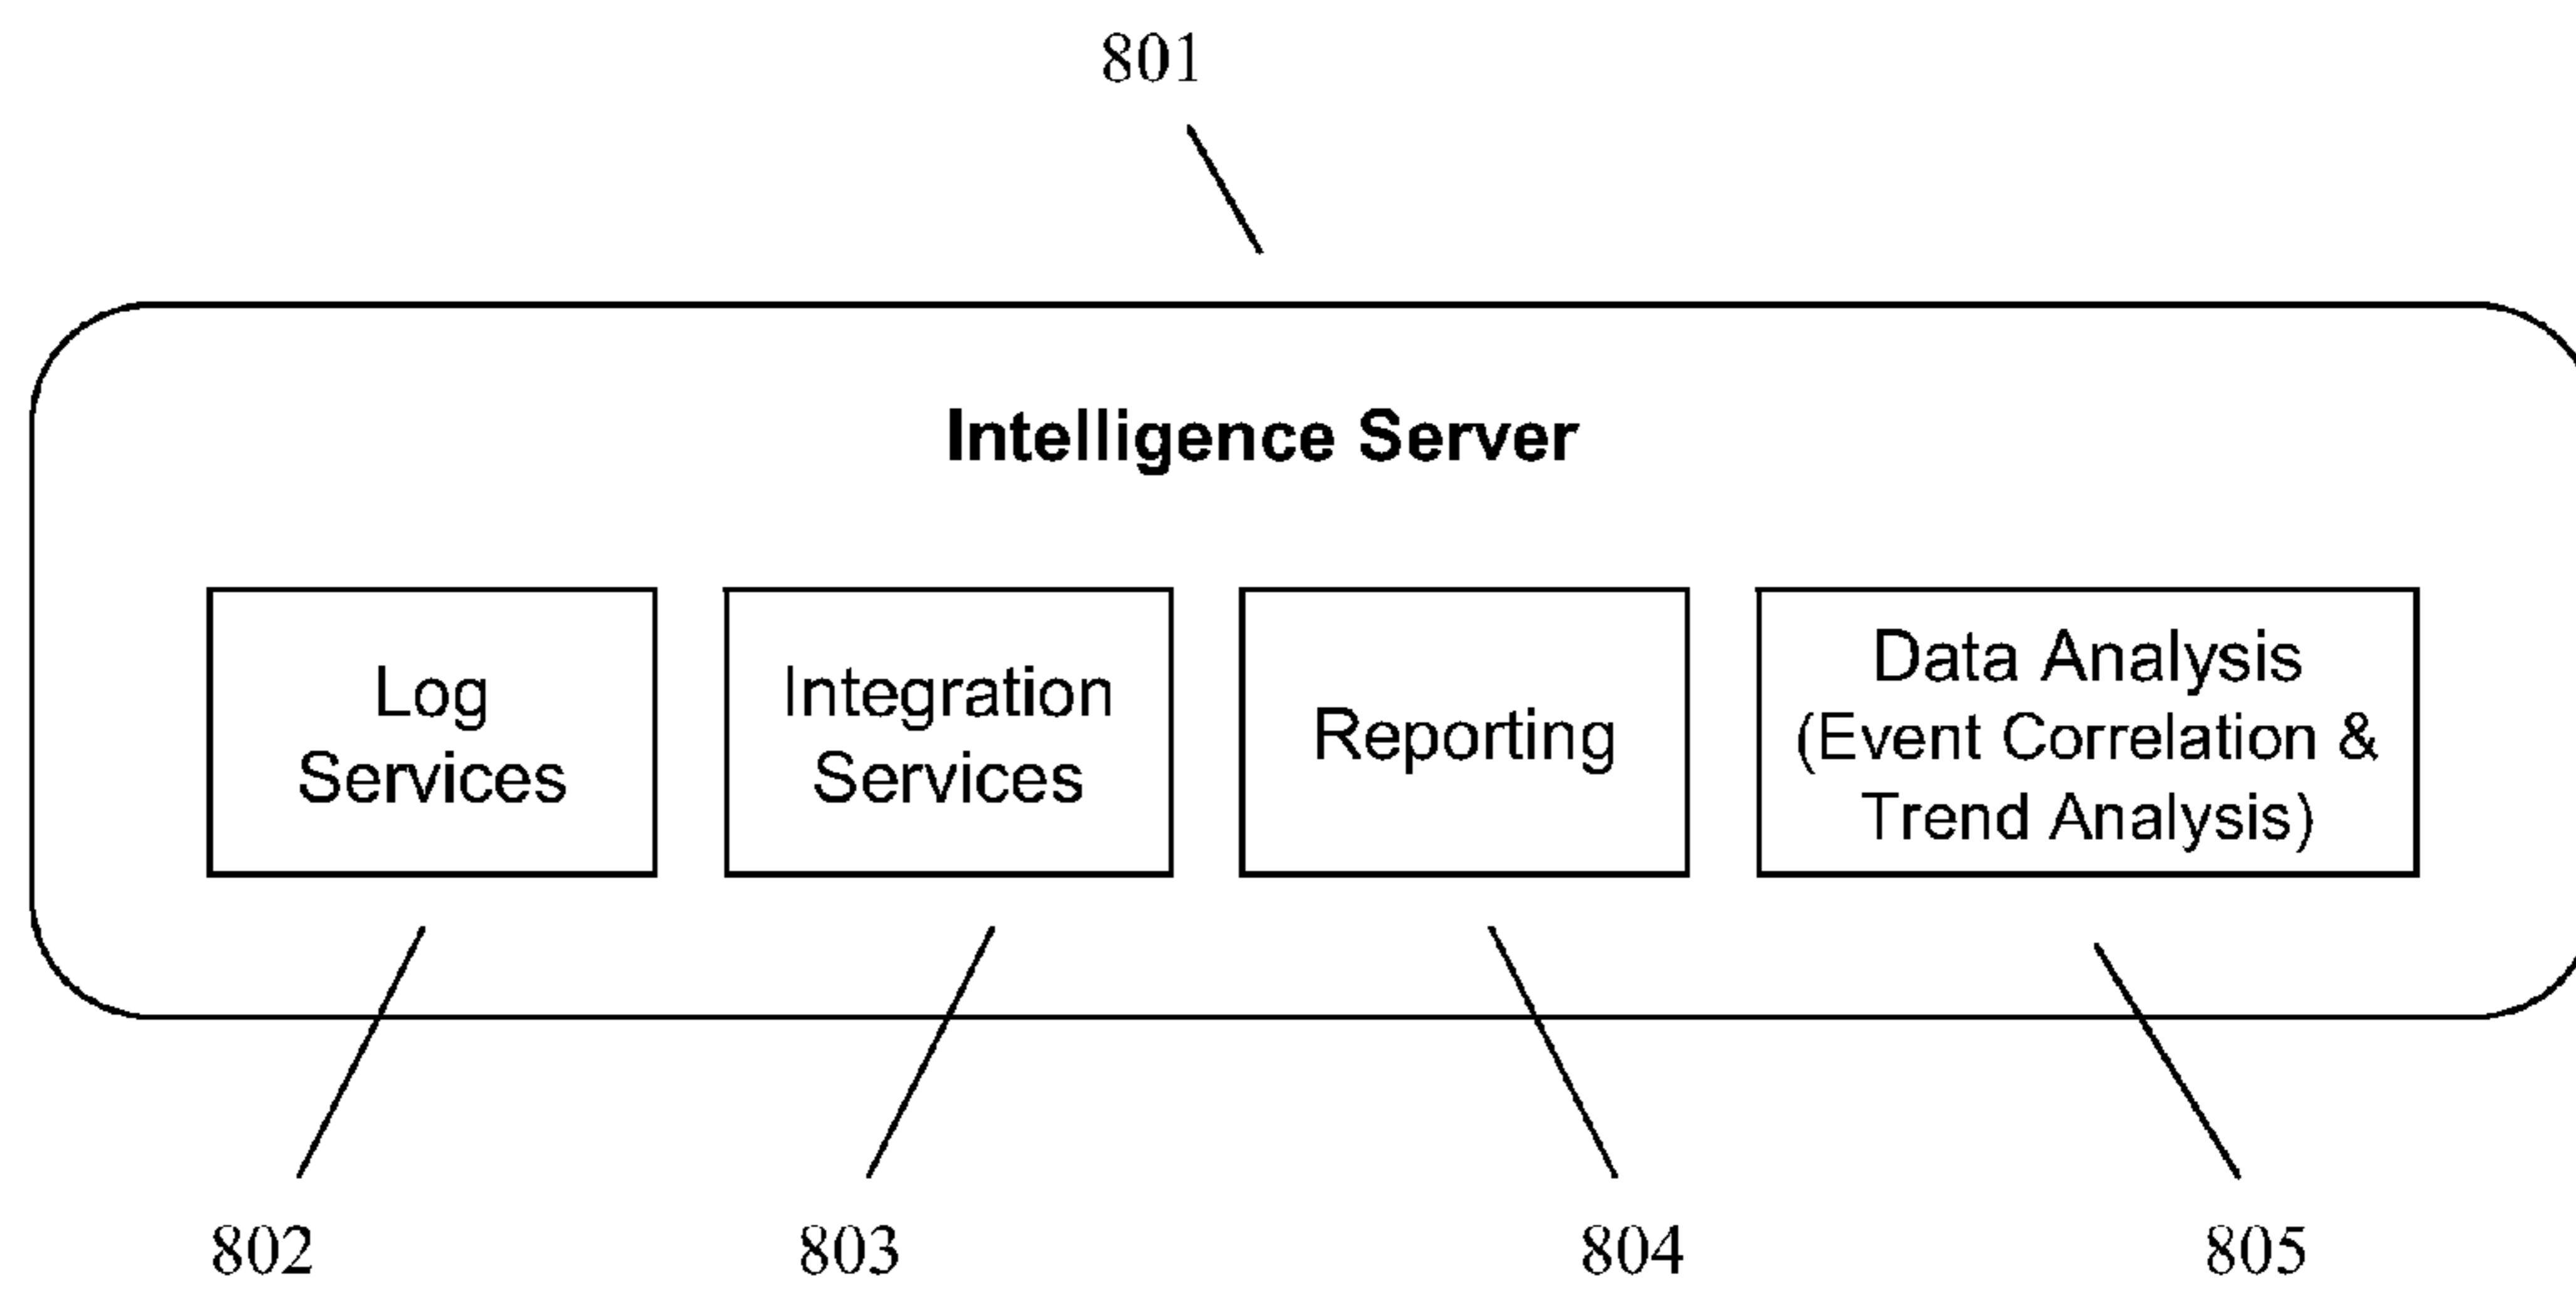 801
Intelligence Server
Log
Services
Integration
Services
Reporting
Data Analysis
(Event Correlation &
Trend Analysis)
802
803
804
805